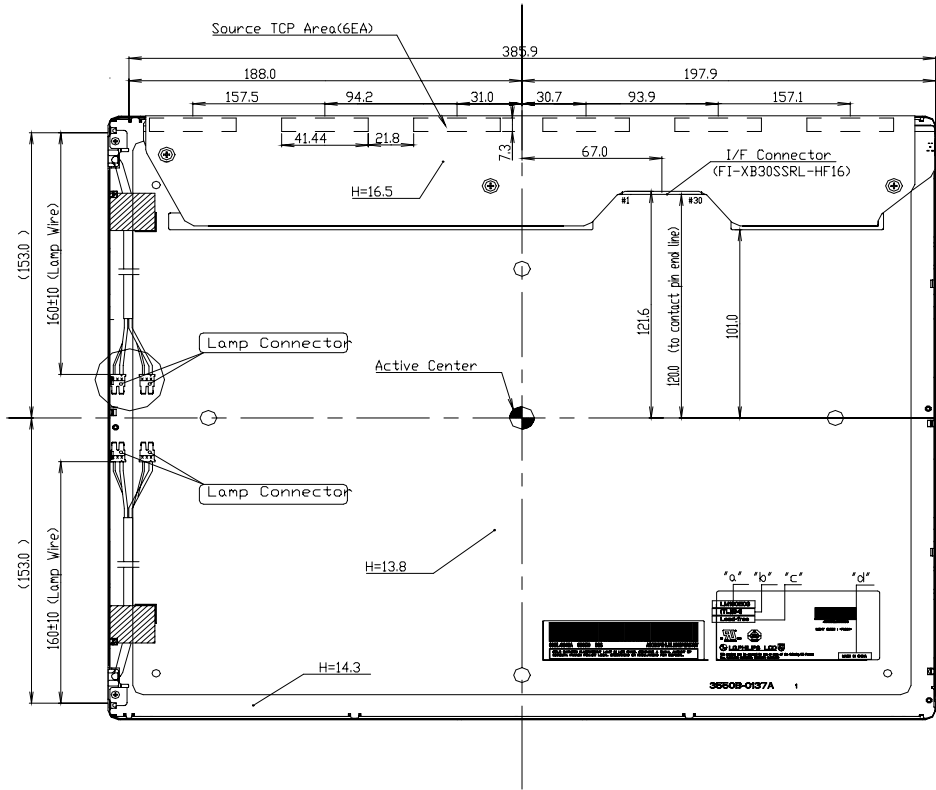 Source TCP Area(6EA)
385.9
188.0
197.9
157.5
94.2
31.0
30.7
93.9
157.1
41.44
21.8
7.3
67.0
I/F Connector
(FI-XB30SSRL-HF16)
H=16.5
#1
#30
(153.0 )
160±10 (Lamp Wire)
121.6
120.0 (to contact pin end line)
101.0
Lamp Connector
Active Center
Lamp Connector
(153.0 )
160±10 (Lamp Wire)
H=13.8
"a"
"b"
"c"
"d"
Lead-free
LG.PHILIPS LCD
MADE IN KOREA
H=14.3
3550B-0137A
1